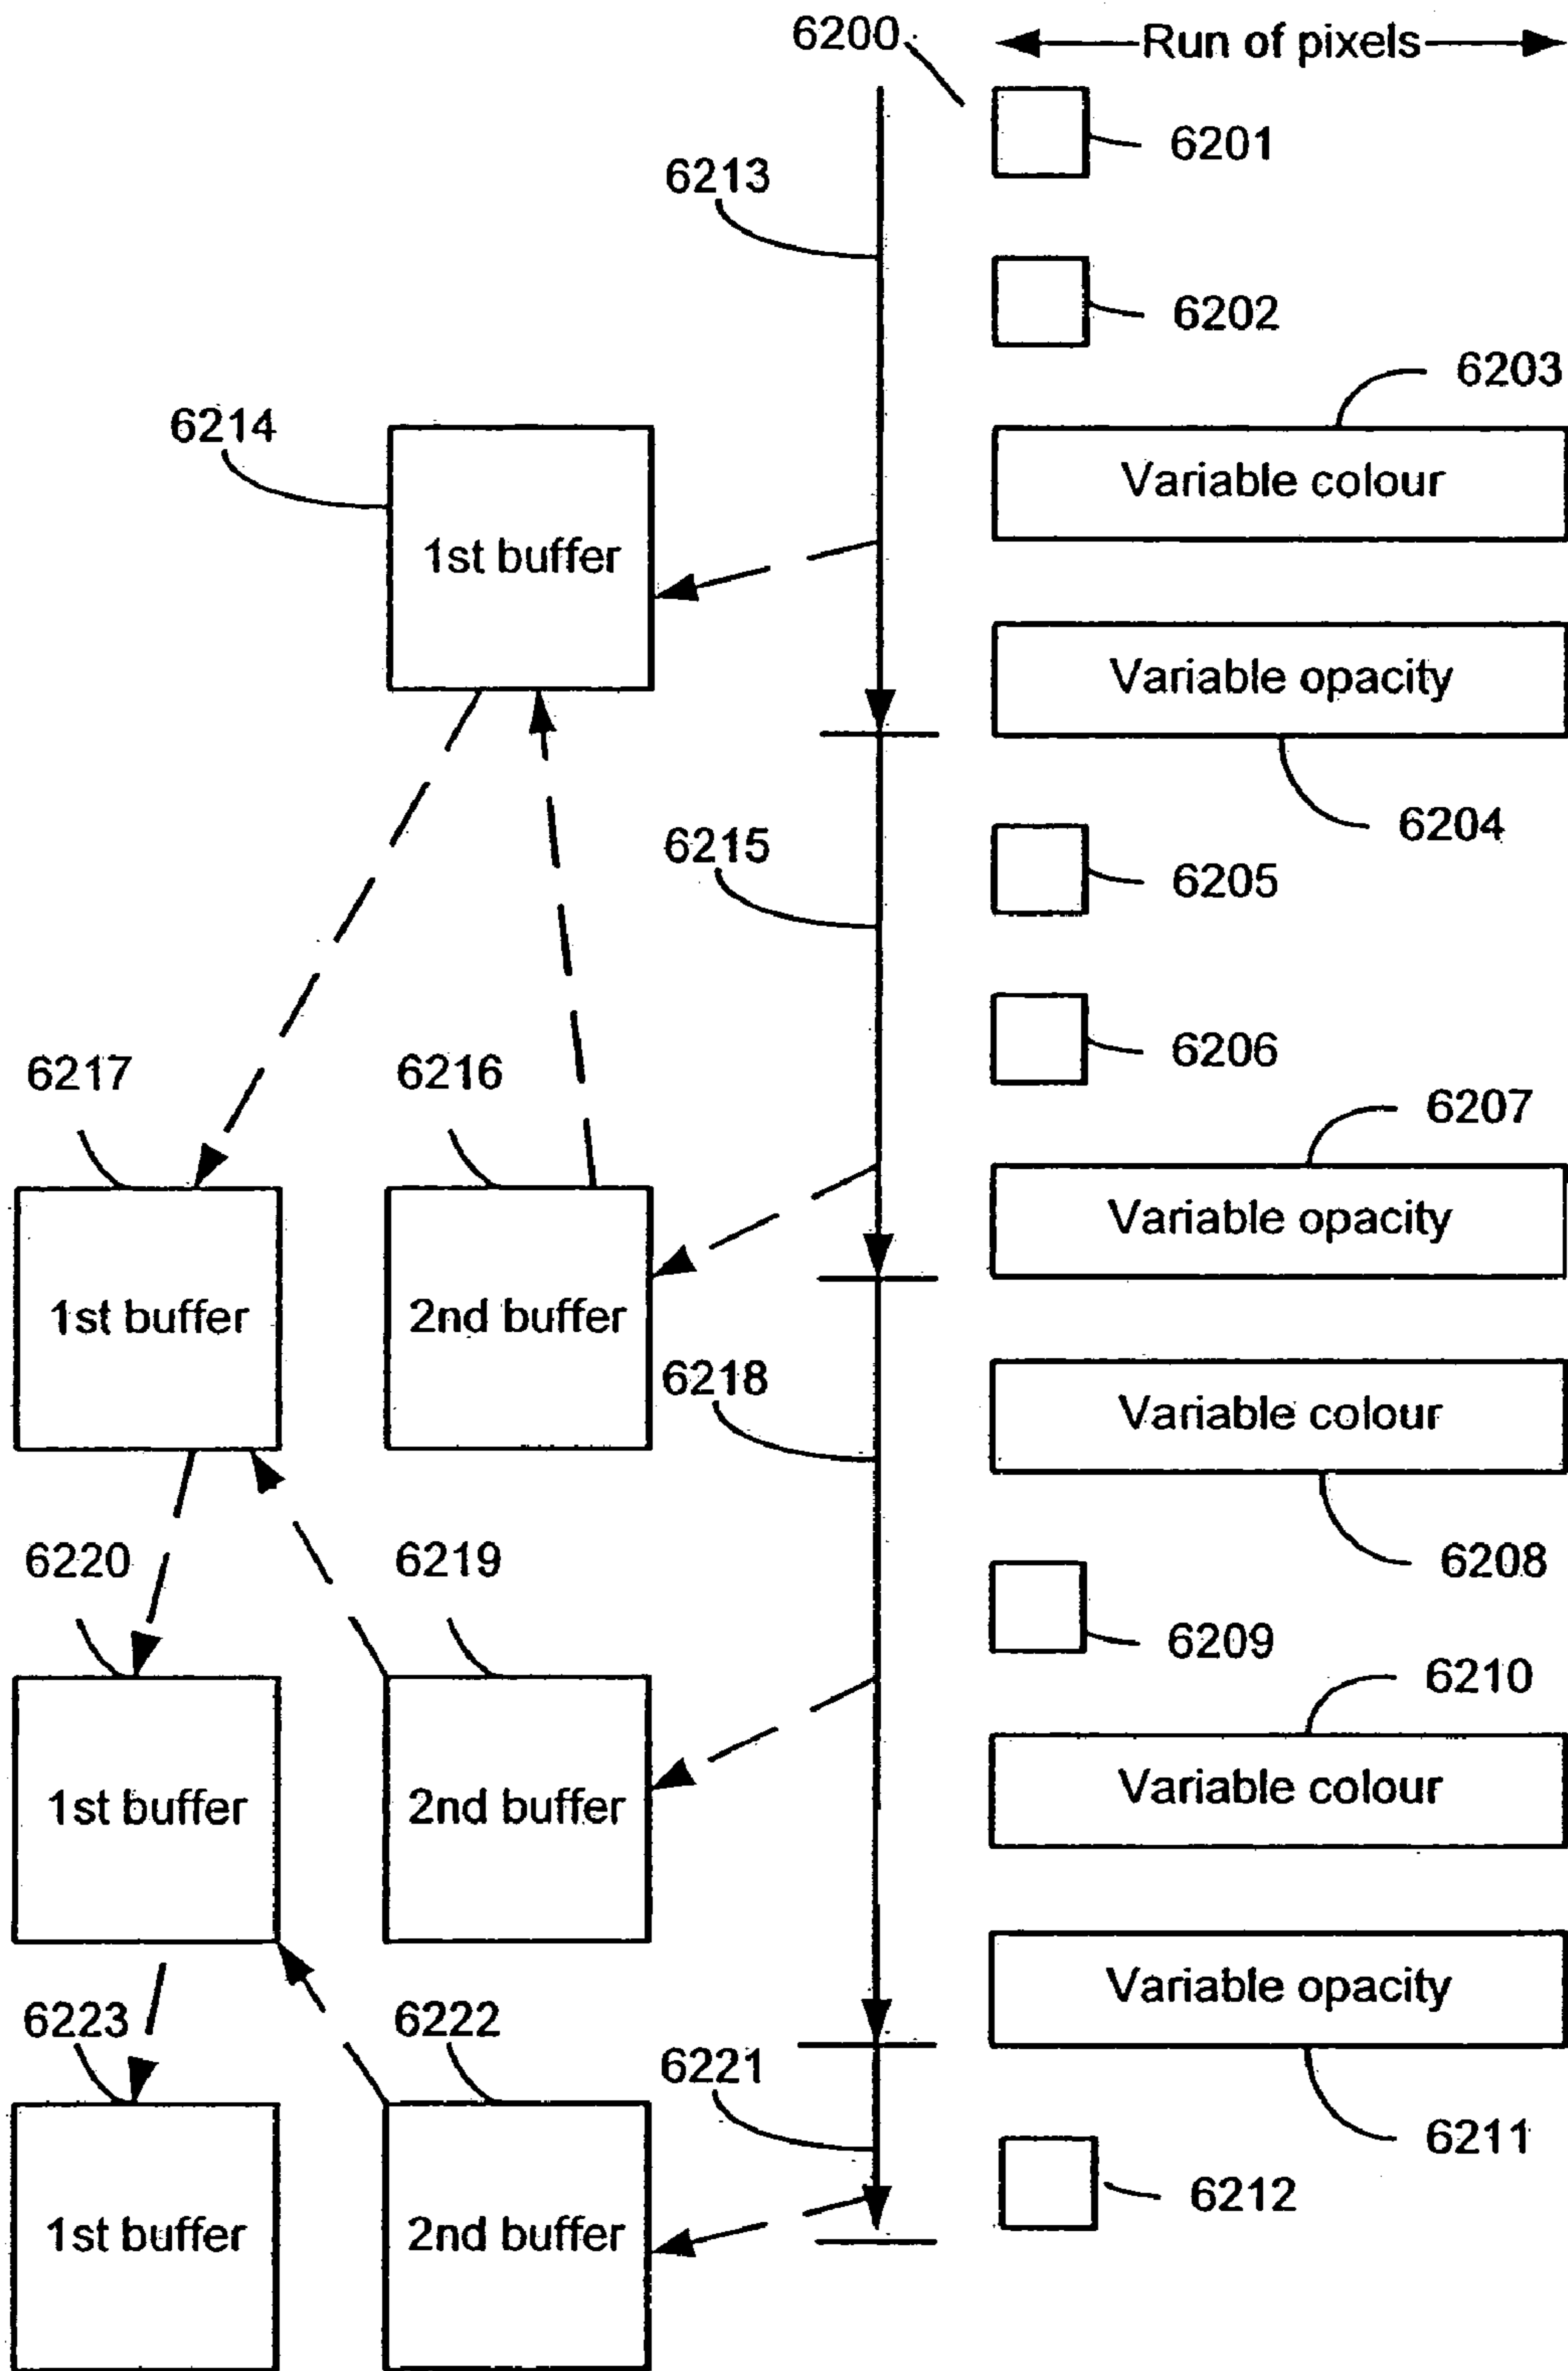 6200
Run of pixels
6201
6213
6202
6203
6214
Variable colour
1st buffer
Variable opacity
6204
6215
6205
6206
6217
6216
6207
Variable opacity
1st buffer
2nd buffer
6218
Variable colour
6220
6219
6208
6209
6210
1st buffer
2nd buffer
Variable colour
Variable opacity
6223
6222
6221
6211
6212
1st buffer
2nd buffer